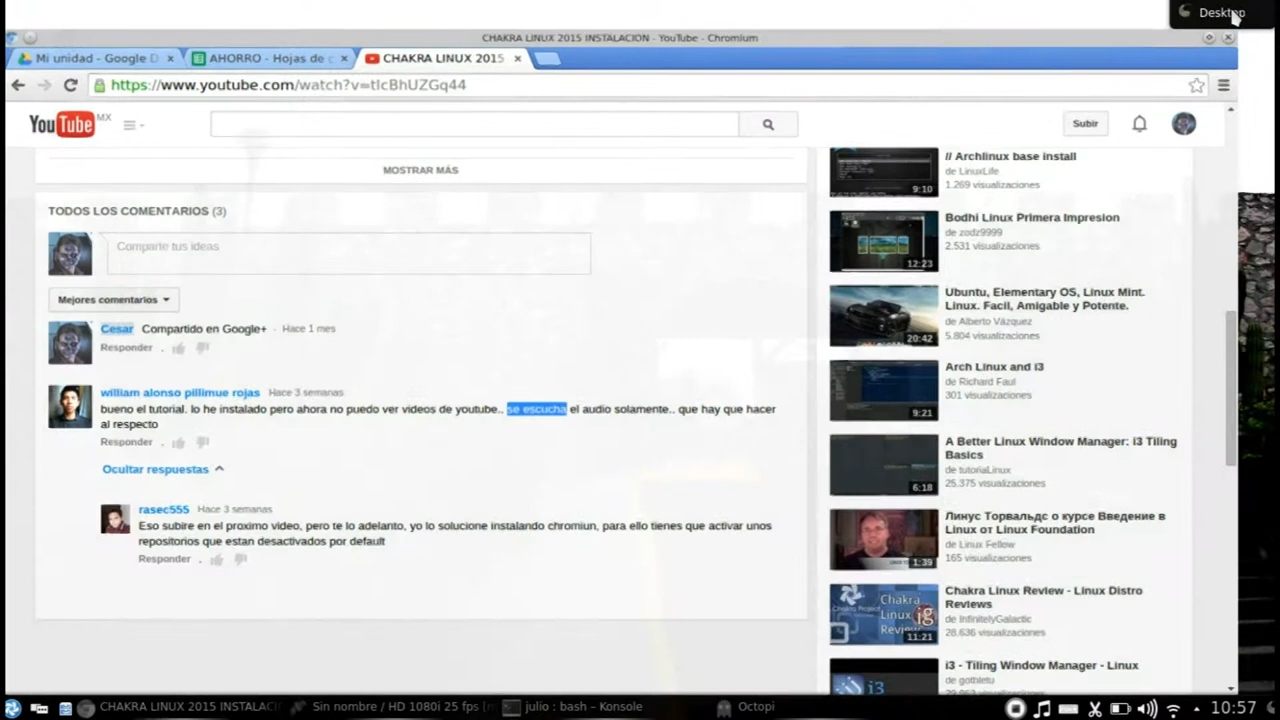 Desktop
CHAKRA LINUX 2015 INSTALACION - YouTube - Chromium
Mi unidad - Google D
AHORRO - Hojas de c
CHAKRA LINUX 2015
https://www.youtube.com/watch?v=tIcBhUZGq44
YouTube MX
Subir
MOSTRAR MÁS
TODOS LOS COMENTARIOS (3)
Comparte tus ideas
Mejores comentarios
Cesar Compartido en Google+ · Hace 1 mes
Responder
william alonso pillimue rojas Hace 3 semanas
bueno el tutorial. lo he instalado pero ahora no puedo ver videos de youtube.. se escucha el audio solamente.. que hay que hacer
al respecto
Responder
Ocultar respuestas
rasec555 Hace 3 semanas
Eso subire en el proximo video, pero te lo adelanto, yo lo solucione instalando chromiun, para ello tienes que activar unos
repositorios que estan desactivados por default
Responder
// Archlinux base install
de LinuxLife
1.269 visualizaciones
9:10
Bodhi Linux Primera Impresion
de zodz9999
2.531 visualizaciones
12:23
Ubuntu, Elementary OS, Linux Mint.
Linux. Facil, Amigable y Potente.
de Alberto Vázquez
5.804 visualizaciones
20:42
Arch Linux and i3
de Richard Faul
301 visualizaciones
9:21
A Better Linux Window Manager: i3 Tiling
Basics
de tutoriaLinux
25.375 visualizaciones
6:18
Линус Торвальдс о курсе Введение в
Linux от Linux Foundation
de Linux Fellow
165 visualizaciones
1:39
Chakra Linux Review - Linux Distro
Reviews
de InfinitelyGalactic
28.636 visualizaciones
Chakra Project
Chakra
Linux
Review
ig
11:21
i3 - Tiling Window Manager - Linux
de gotbletu
i3
CHAKRA LINUX 2015 INSTALACI
Sin nombre / HD 1080i 25 fps
julio : bash – Konsole
Octopi
10:57